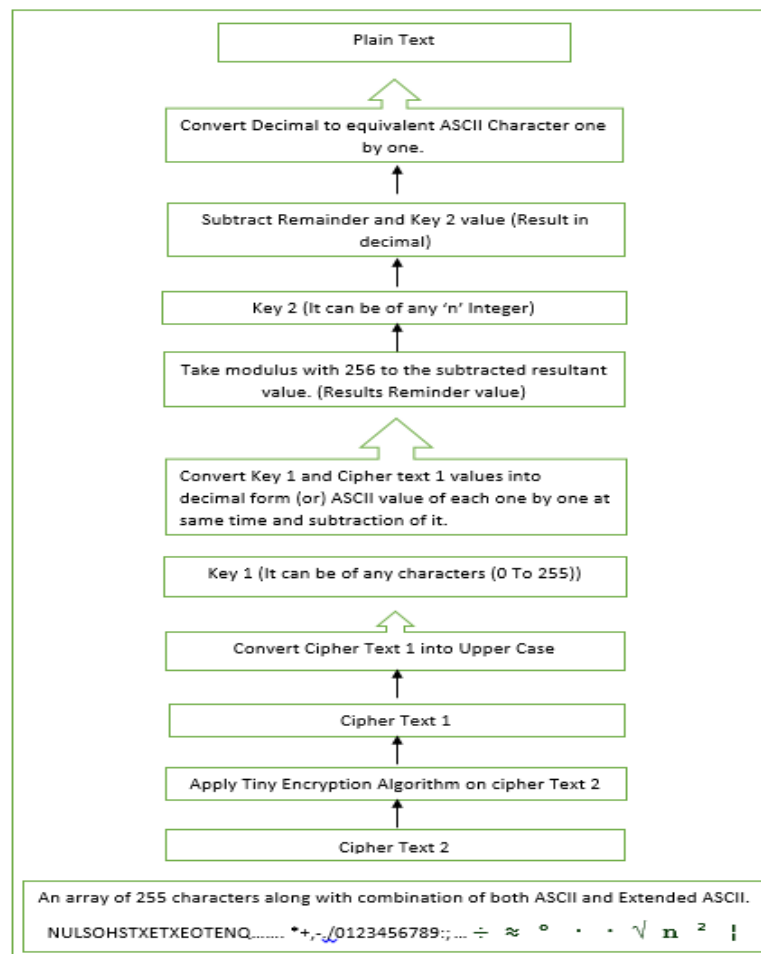 Plain Text
Convert Decimal to equivalent ASCII Character one
by one.
Subtract Remainder and Key 2 value (Result in
decimal)
Key 2 (It can be of any ‘n’ Integer)
Take modulus with 256 to the subtracted resultant
value. (Results Reminder value)
Convert Key 1 and Cipher text 1 values into
decimal form (or) ASCII value of each one by one at
same time and subtraction of it.
Key 1 (It can be of any characters (0 To 255))
Convert Cipher Text 1 into Upper Case
Cipher Text 1
Apply Tiny Encryption Algorithm on cipher Text 2
Cipher Text 2
An array of 255 characters along with combination of both ASCII and Extended ASCII.
NULSOHSTXETXEOTENQ....... *+,-./0123456789:; ... ÷ ≈ ° · · √ n ² ¦